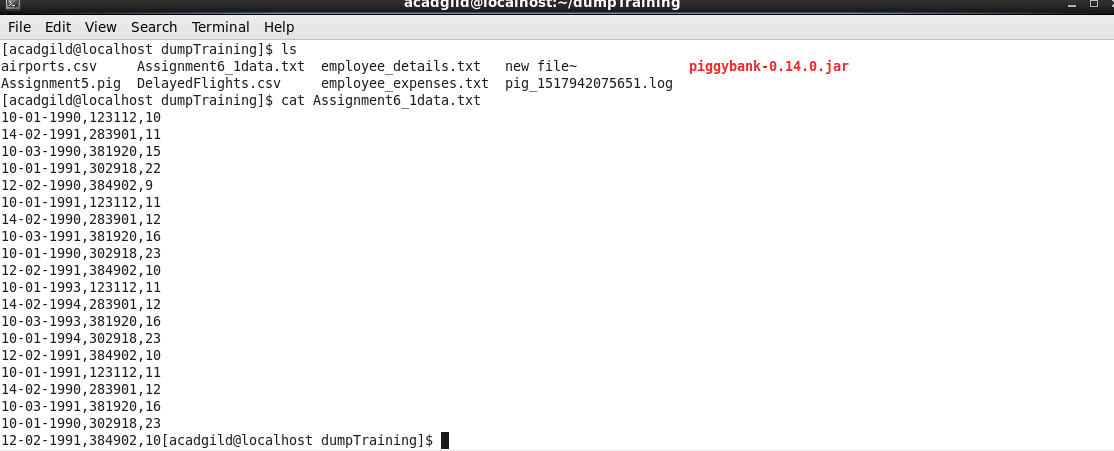 acadgild@localhost:~/dumpTraining
File Edit View Search Terminal Help
[acadgild@localhost dumpTraining]$ ls
airports.csv     Assignment6_1data.txt  employee_details.txt   new file~              piggybank-0.14.0.jar
Assignment5.pig  DelayedFlights.csv     employee_expenses.txt  pig_1517942075651.log
[acadgild@localhost dumpTraining]$ cat Assignment6_1data.txt
10-01-1990,123112,10
14-02-1991,283901,11
10-03-1990,381920,15
10-01-1991,302918,22
12-02-1990,384902,9
10-01-1991,123112,11
14-02-1990,283901,12
10-03-1991,381920,16
10-01-1990,302918,23
12-02-1991,384902,10
10-01-1993,123112,11
14-02-1994,283901,12
10-03-1993,381920,16
10-01-1994,302918,23
12-02-1991,384902,10
10-01-1991,123112,11
14-02-1990,283901,12
10-03-1991,381920,16
10-01-1990,302918,23
12-02-1991,384902,10[acadgild@localhost dumpTraining]$